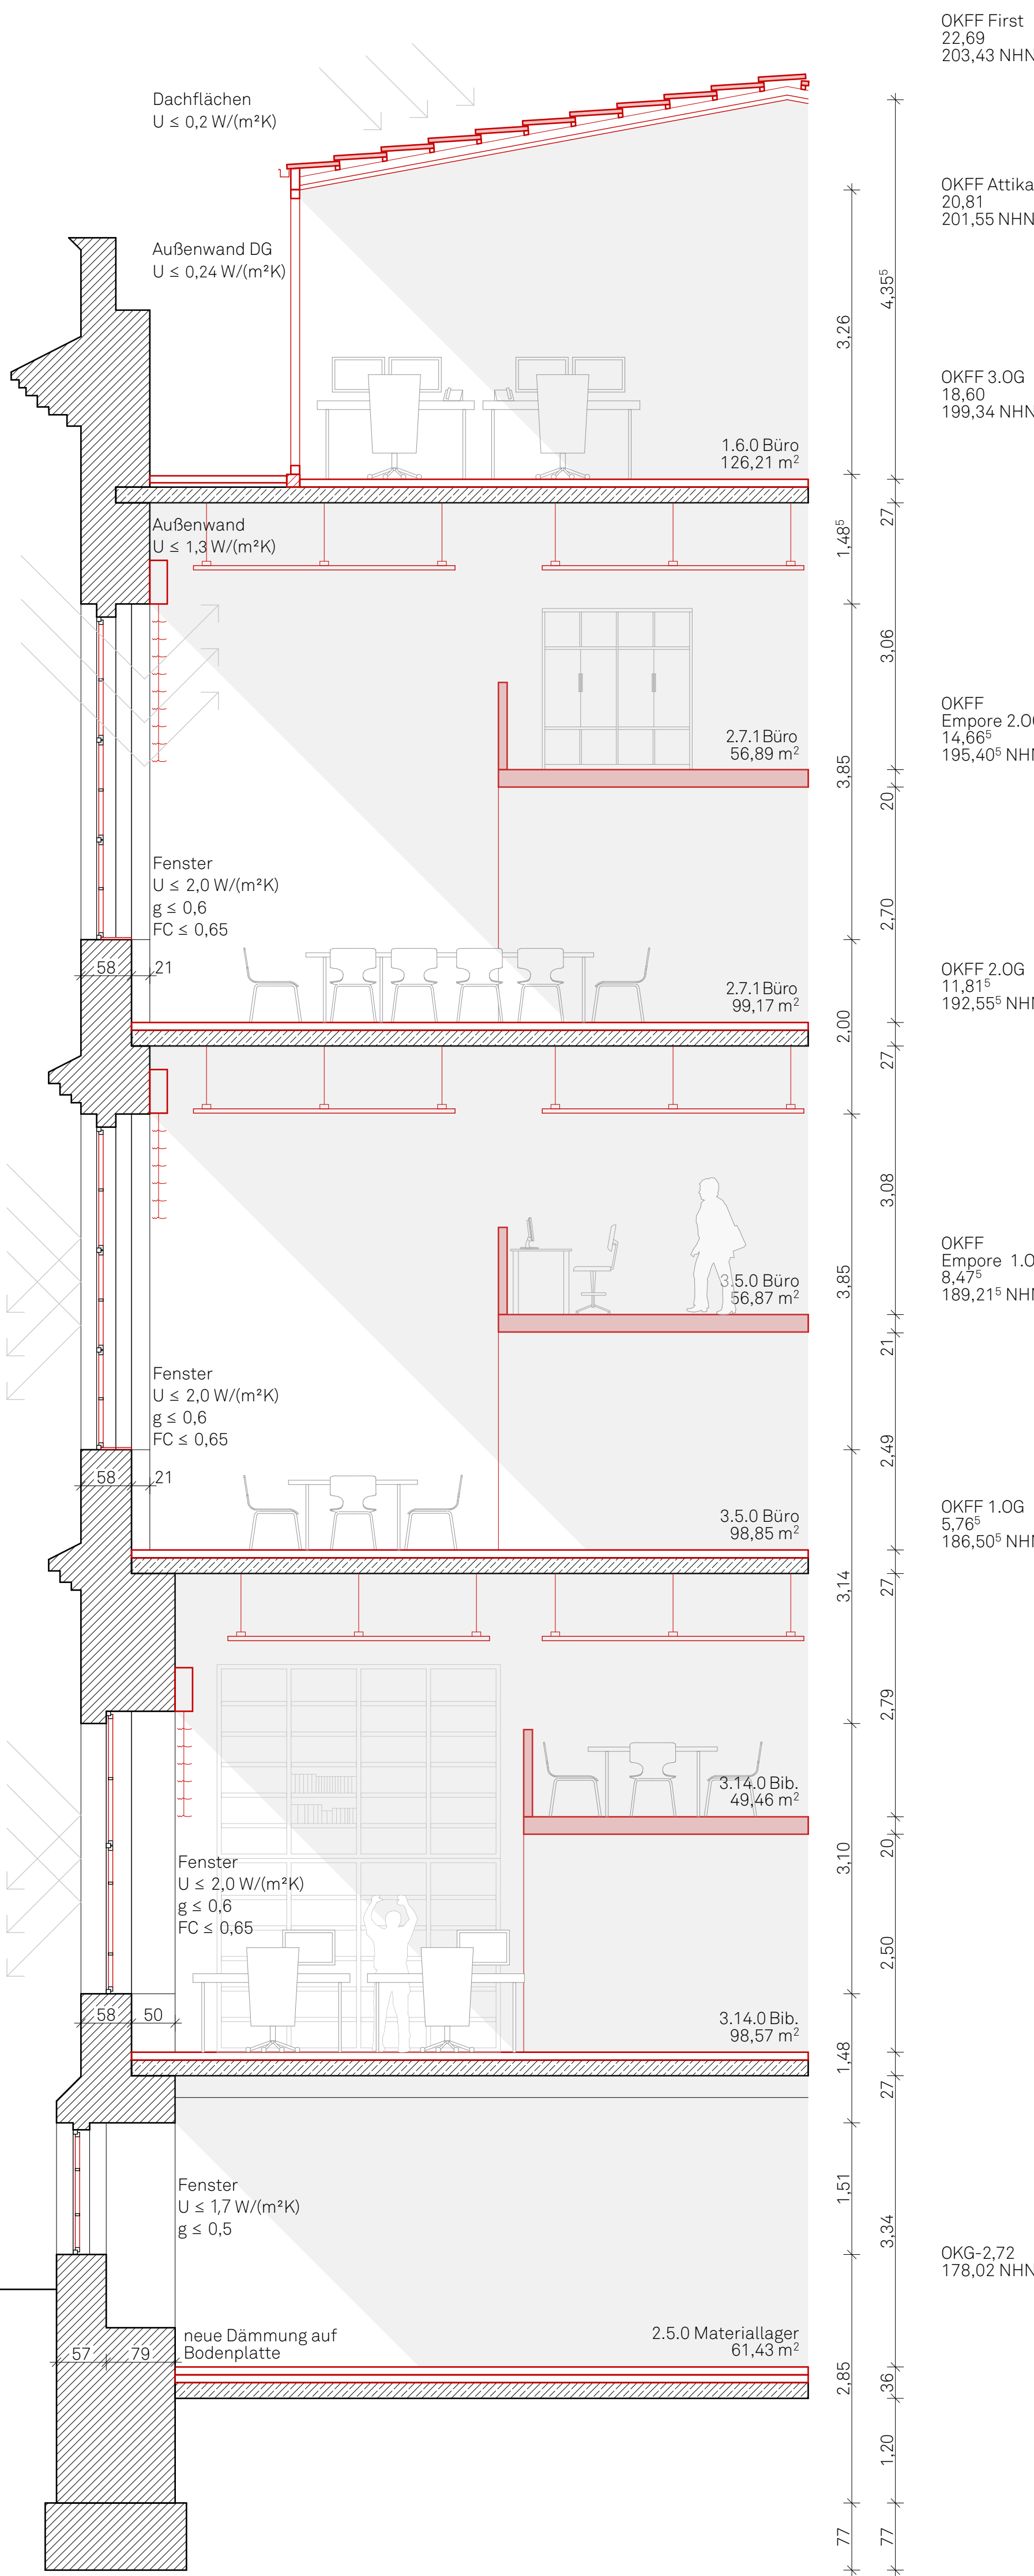 OKFF First
22,69
203,43 NHN
Dachflächen
U ≤ 0,2 W/(m²K)
OKFF Attika
20,81
201,55 NHN
Außenwand DG
U ≤ 0,24 W/(m²K)
4,35⁵
3,26
OKFF 3.OG
18,60
199,34 NHN
1.6.0 Büro
126,21 m²
27
Außenwand
U ≤ 1,3 W/(m²K)
1,48⁵
3,06
OKFF
Empore 2.O
14,66⁵
195,40⁵ NH
2.7.1 Büro
56,89 m²
3,85
20
Fenster
U ≤ 2,0 W/(m²K)
g ≤ 0,6
FC ≤ 0,65
2,70
58
21
OKFF 2.OG
11,81⁵
192,55⁵ NH
2.7.1 Büro
99,17 m²
2,00
27
3,08
OKFF
Empore 1.O
8,47⁵
189,21⁵ NH
3.5.0 Büro
56,87 m²
3,85
21
Fenster
U ≤ 2,0 W/(m²K)
g ≤ 0,6
FC ≤ 0,65
2,49
58
21
OKFF 1.OG
5,76⁵
186,50⁵ NH
3.5.0 Büro
98,85 m²
3,14
27
2,79
3.14.0 Bib.
49,46 m²
3,10
20
Fenster
U ≤ 2,0 W/(m²K)
g ≤ 0,6
FC ≤ 0,65
2,50
58
50
3.14.0 Bib.
98,57 m²
1,48
27
Fenster
U ≤ 1,7 W/(m²K)
g ≤ 0,5
1,51
3,34
OKG-2,72
178,02 NHN
neue Dämmung auf
Bodenplatte
2.5.0 Materiallager
61,43 m²
57
79
2,85
36
1,20
77
77